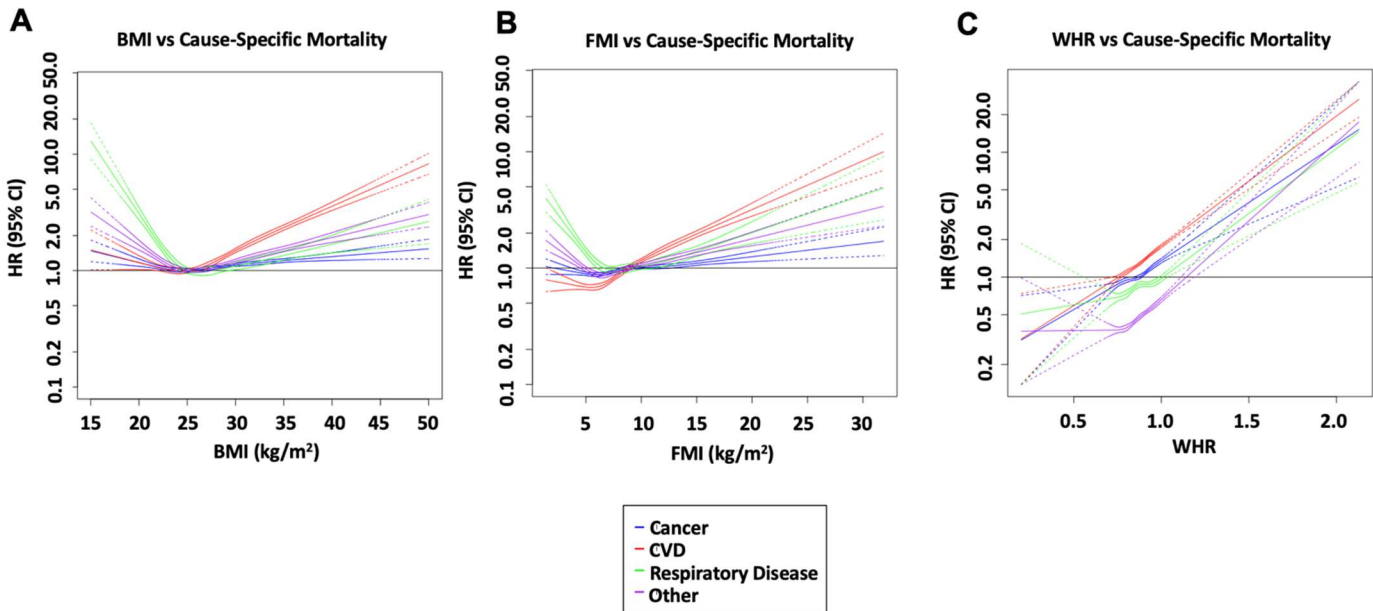 A
BMI vs Cause-Specific Mortality
HR (95% CI)
50.0
20.0
10.0
5.0
2.0
1.0
0.5
0.2
0.1
15 20 25 30 35 40 45 50
BMI (kg/m²)
B
FMI vs Cause-Specific Mortality
HR (95% CI)
50.0
20.0
10.0
5.0
2.0
1.0
0.5
0.2
0.1
5 10 15 20 25 30
FMI (kg/m²)
C
WHR vs Cause-Specific Mortality
HR (95% CI)
20.0
10.0
5.0
2.0
1.0
0.5
0.2
0.5 1.0 1.5 2.0
WHR
Cancer
CVD
Respiratory Disease
Other